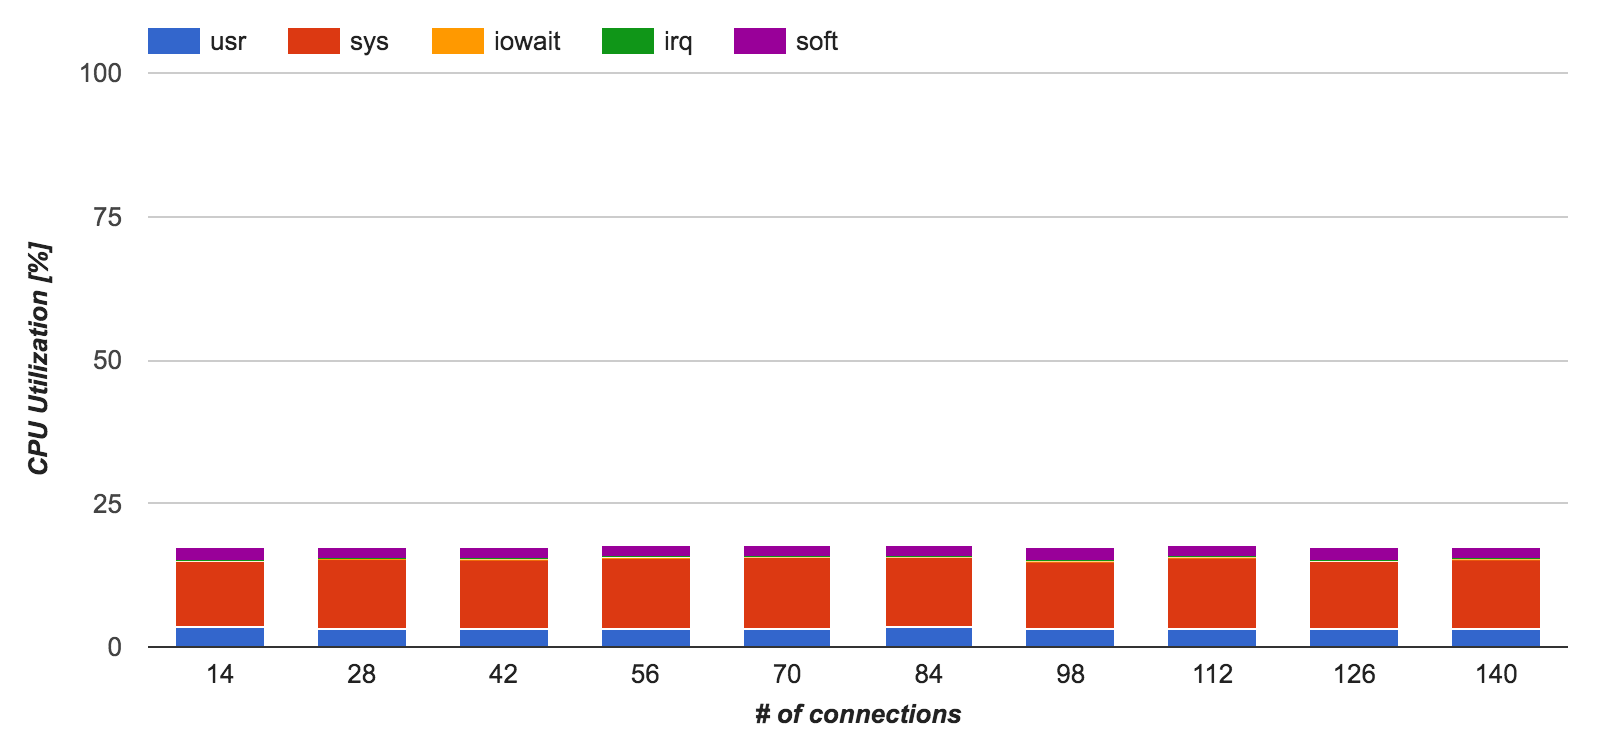 usr sys iowait irq soft
100
75
50
25
0
CPU Utilization [%]
14 28 42 56 70 84 98 112 126 140
# of connections